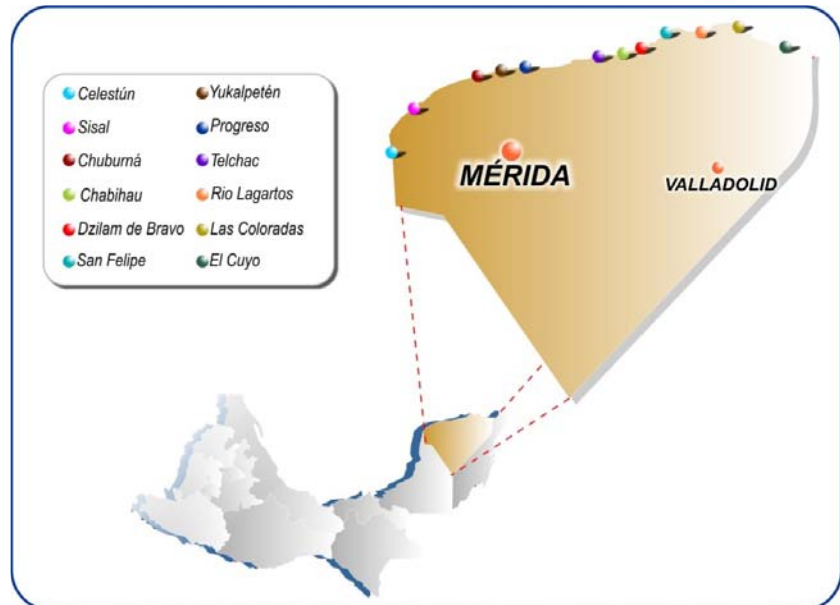 Celestún
Yukalpetén
Sisal
Progreso
Chuburná
Telchac
Chabihau
Rio Lagartos
Dzilam de Bravo
Las Coloradas
San Felipe
El Cuyo
MÉRIDA
VALLADOLID